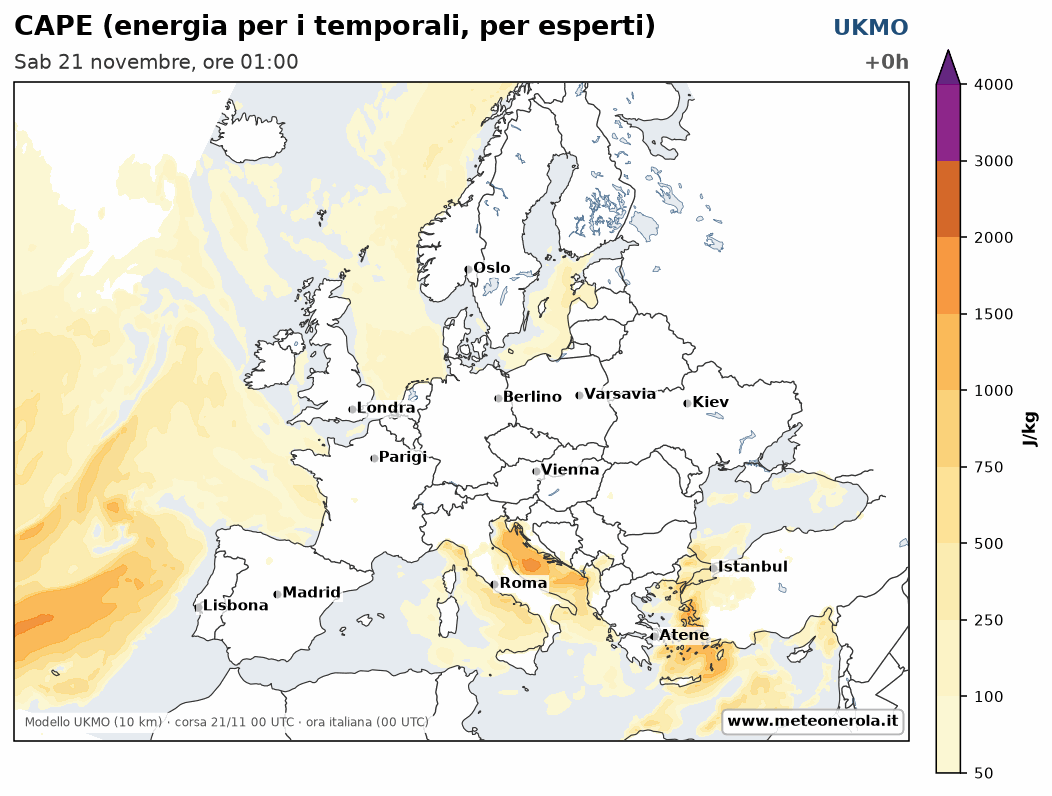 CAPE (energia per i temporali, per esperti)
UKMO
Sab 21 novembre, ore 01:00
+0h
4000
3000
2000
1500
1000
750
500
250
100
50
J/kg
Oslo
Berlino
Varsavia
Kiev
Londra
Parigi
Vienna
Istanbul
Roma
Madrid
Lisbona
Atene
Modello UKMO (10 km) · corsa 21/11 00 UTC · ora italiana (00 UTC)
www.meteonerola.it